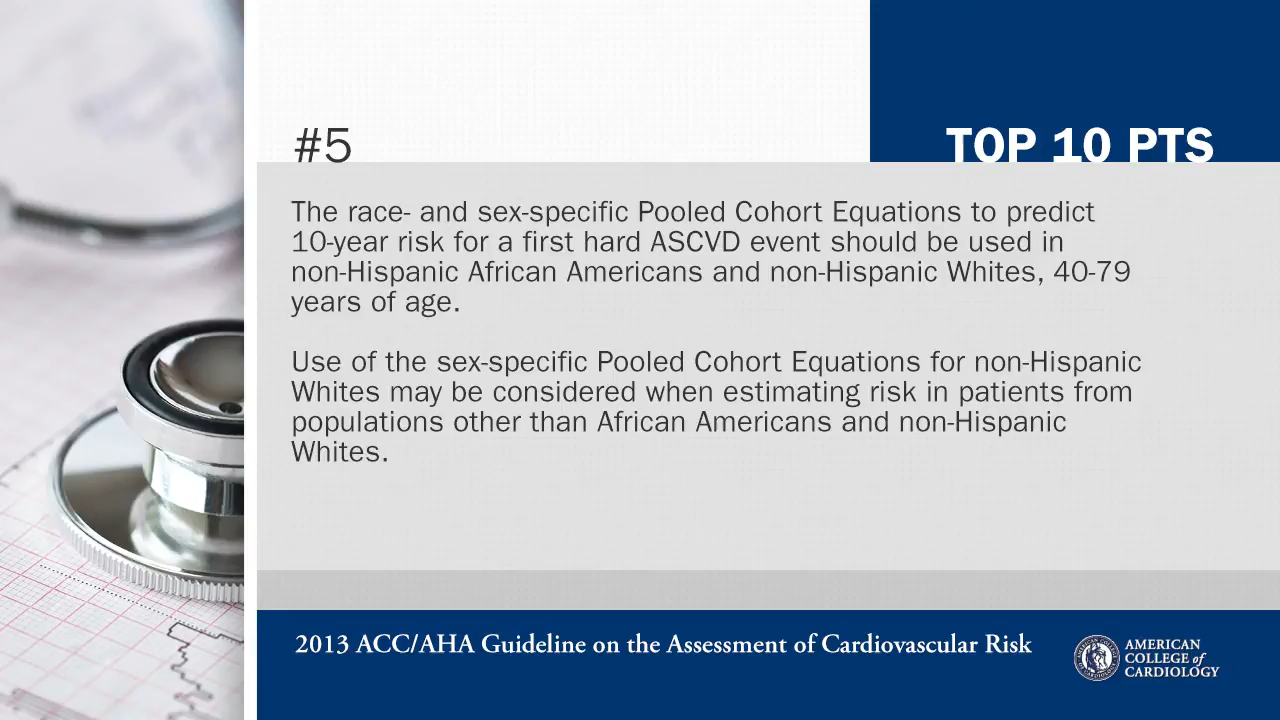 #5
TOP 10 PTS
The race- and sex-specific Pooled Cohort Equations to predict
10-year risk for a first hard ASCVD event should be used in
non-Hispanic African Americans and non-Hispanic Whites, 40-79
years of age.
Use of the sex-specific Pooled Cohort Equations for non-Hispanic
Whites may be considered when estimating risk in patients from
populations other than African Americans and non-Hispanic
Whites.
2013 ACC/AHA Guideline on the Assessment of Cardiovascular Risk
AMERICAN
COLLEGE of
CARDIOLOGY